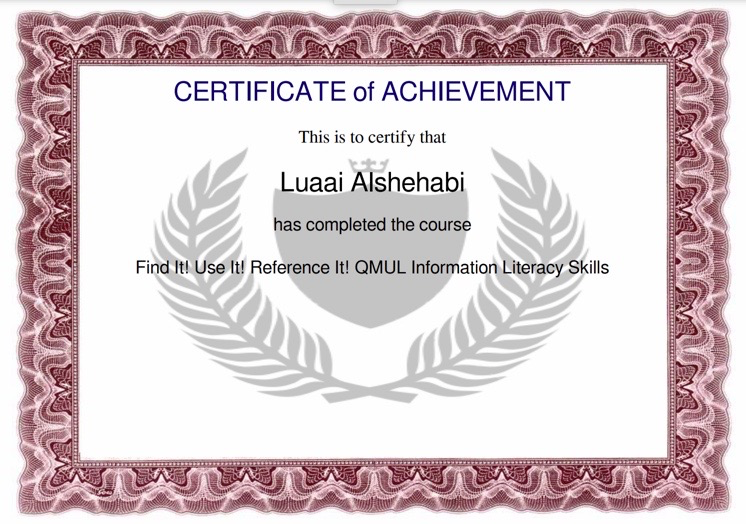 CERTIFICATE of ACHIEVEMENT
This is to certify that
Luaai Alshehabi
has completed the course
Find It! Use It! Reference It! QMUL Information Literacy Skills